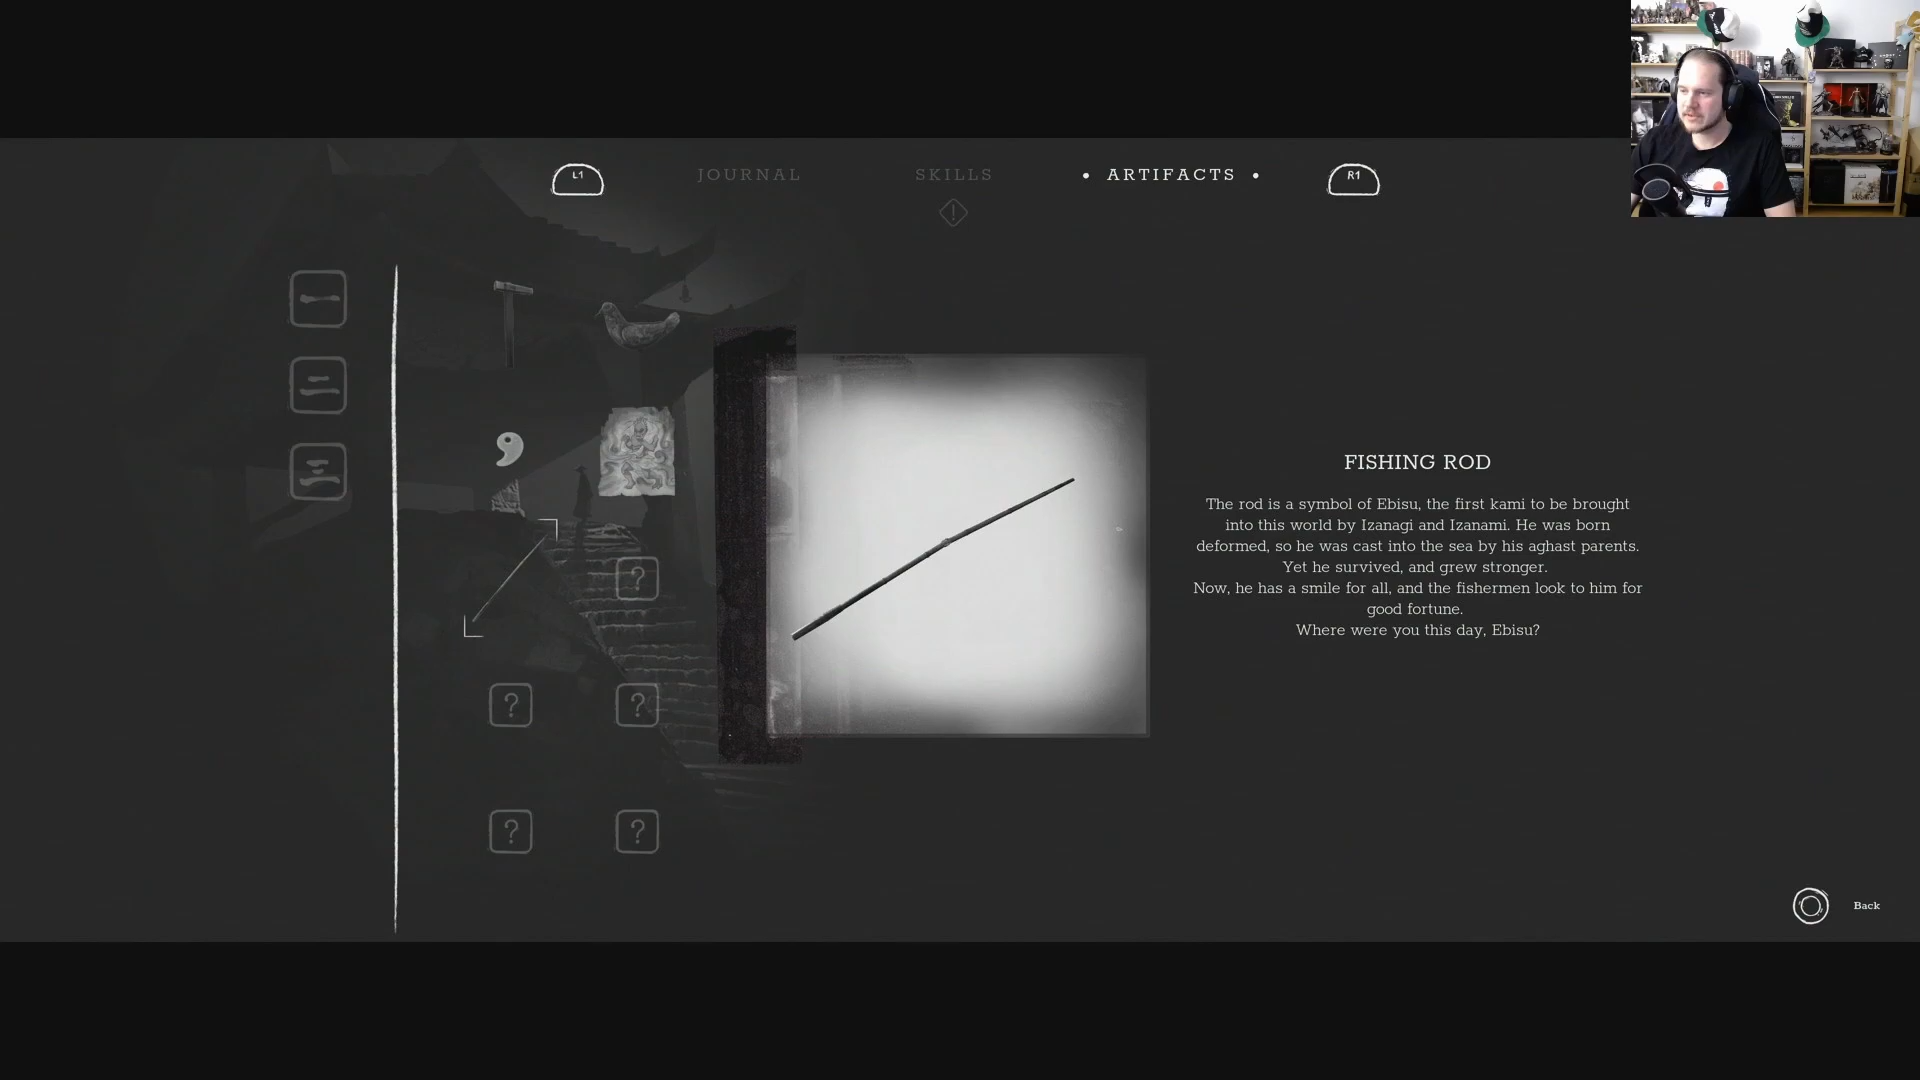 L1
JOURNAL
SKILLS
• ARTIFACTS •
R1
!
一
二
三
?
?
?
?
?
FISHING ROD
The rod is a symbol of Ebisu, the first kami to be brought
into this world by Izanagi and Izanami. He was born
deformed, so he was cast into the sea by his aghast parents.
Yet he survived, and grew stronger.
Now, he has a smile for all, and the fishermen look to him for
good fortune.
Where were you this day, Ebisu?
Back